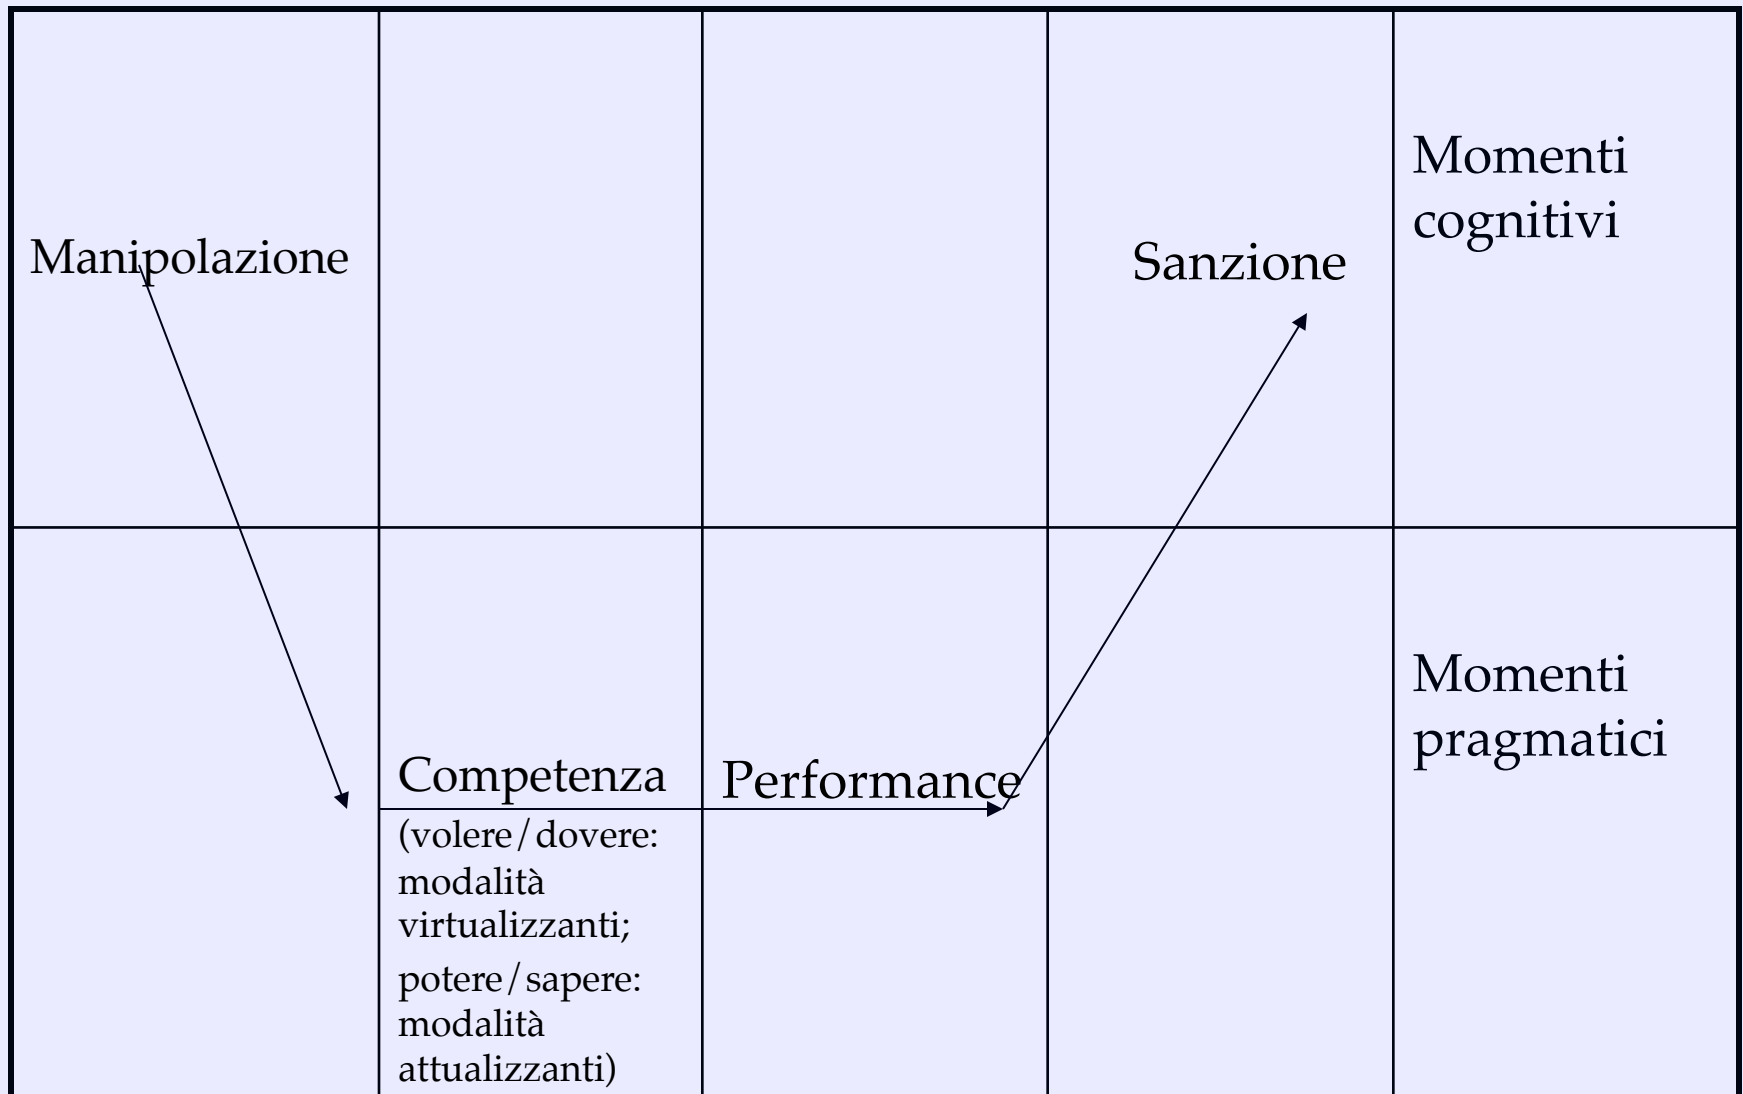 Manipolazione
Sanzione
Momenti
cognitivi
Competenza
(volere/dovere:
modalità
virtualizzanti;
potere/sapere:
modalità
attualizzanti)
Performance
Momenti
pragmatici